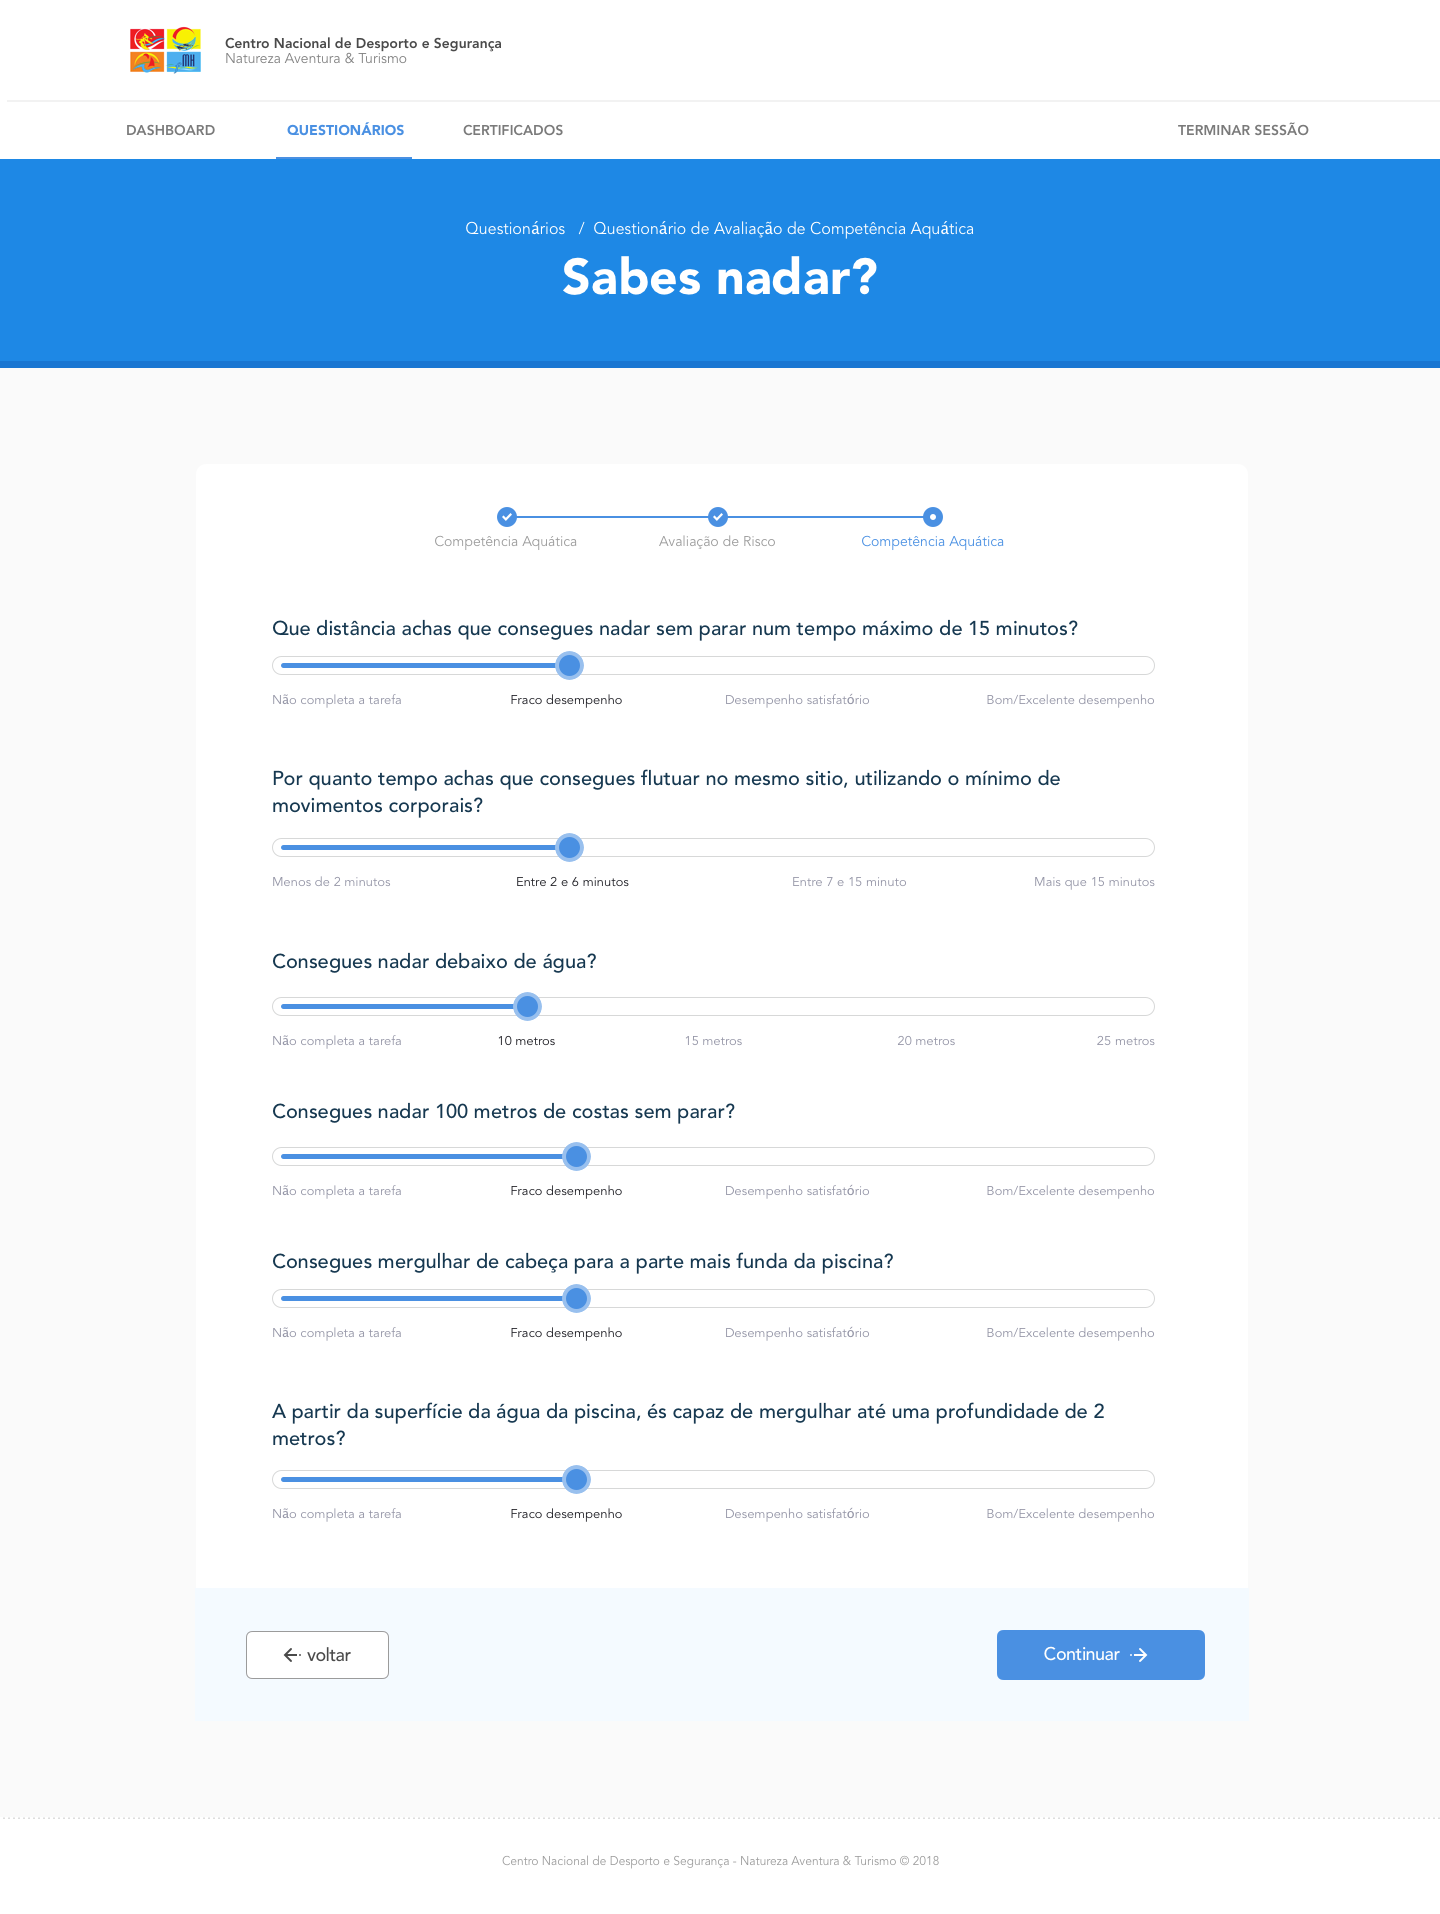 Centro Nacional de Desporto e Segurança
Natureza Aventura & Turismo
DASHBOARD
QUESTIONÁRIOS
CERTIFICADOS
TERMINAR SESSÃO
Questionários / Questionário de Avaliação de Competência Aquática
Sabes nadar?
Competência Aquática
Avaliação de Risco
Competência Aquática
Que distância achas que consegues nadar sem parar num tempo máximo de 15 minutos?
Não completa a tarefa
Fraco desempenho
Desempenho satisfatório
Bom/Excelente desempenho
Por quanto tempo achas que consegues flutuar no mesmo sitio, utilizando o mínimo de
movimentos corporais?
Menos de 2 minutos
Entre 2 e 6 minutos
Entre 7 e 15 minuto
Mais que 15 minutos
Consegues nadar debaixo de água?
Não completa a tarefa
10 metros
15 metros
20 metros
25 metros
Consegues nadar 100 metros de costas sem parar?
Não completa a tarefa
Fraco desempenho
Desempenho satisfatório
Bom/Excelente desempenho
Consegues mergulhar de cabeça para a parte mais funda da piscina?
Não completa a tarefa
Fraco desempenho
Desempenho satisfatório
Bom/Excelente desempenho
A partir da superfície da água da piscina, és capaz de mergulhar até uma profundidade de 2
metros?
Não completa a tarefa
Fraco desempenho
Desempenho satisfatório
Bom/Excelente desempenho
voltar
Continuar
Centro Nacional de Desporto e Segurança - Natureza Aventura & Turismo © 2018